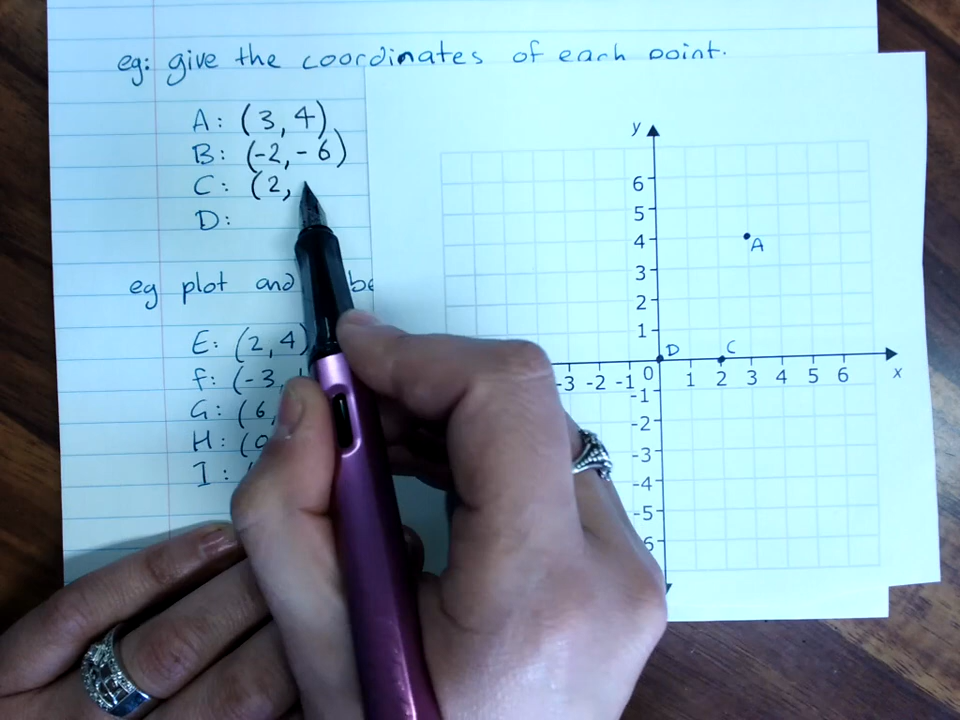 eg: give the coordinates of each point.
A: (3, 4)
B: (-2, - 6)
C: (2,
D:
eg plot and
E: (2, 4)
f: (-3,
G: (6,
H: (0
I:
y
6
5
4
A
3
2
1
D
C
-3 -2 -1 0 1 2 3 4 5 6
x
-1
-2
-3
-4
-5
6